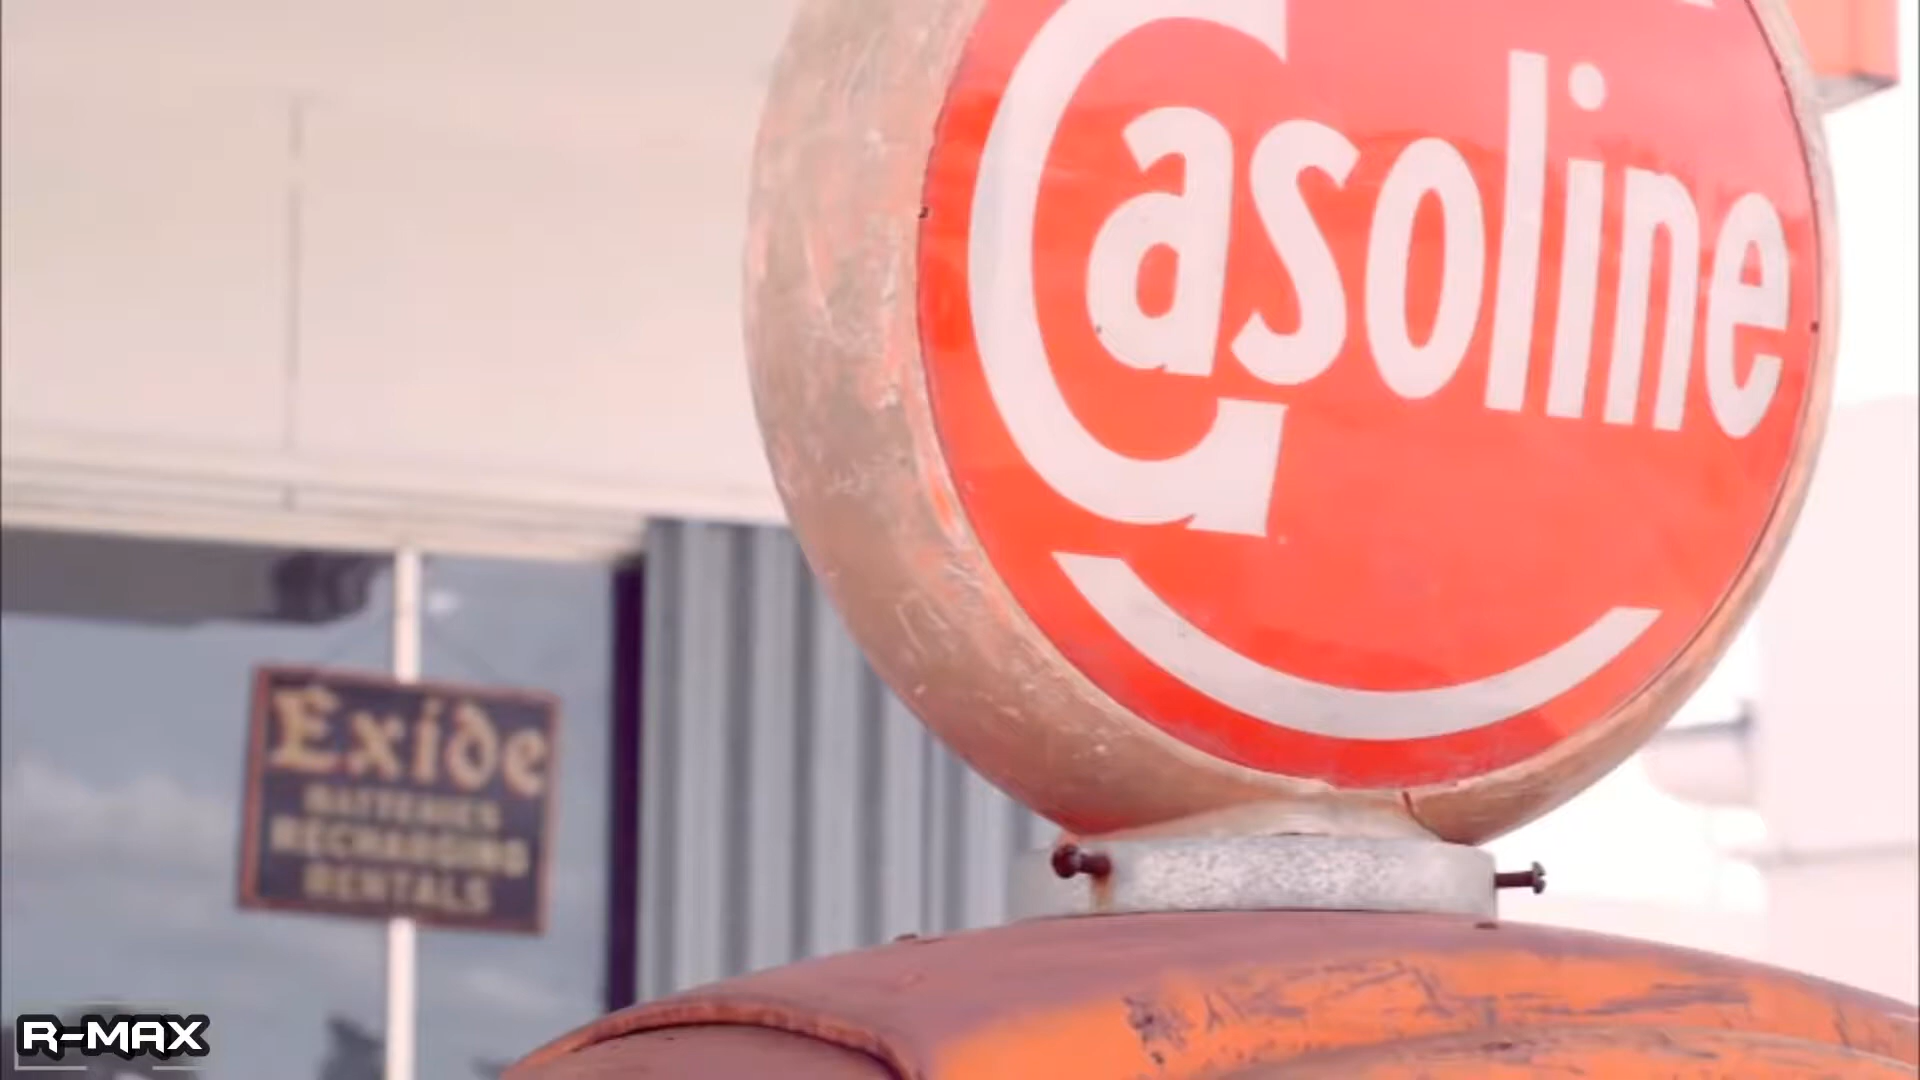 Gasoline
Exide
BATTERIES
RECHARGING
RENTALS
R-MAX